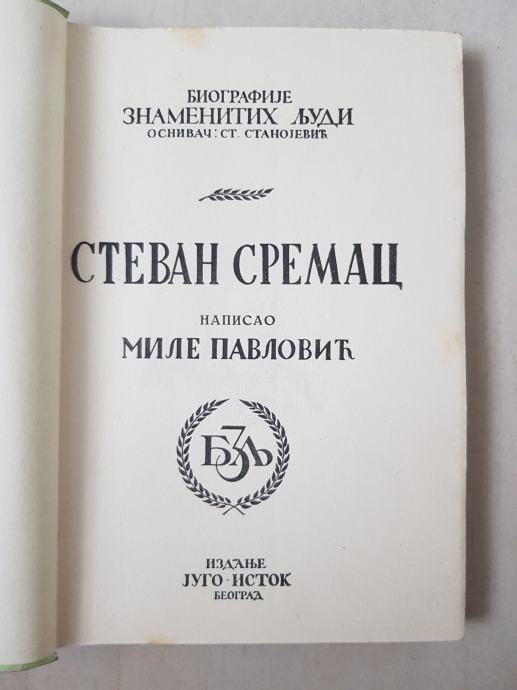 БИОГРАФИЈЕ
ЗНАМЕНИТИХ ЉУДИ
ОСНИВАЧ: СТ. СТАНОЈЕВИЋ
СТЕВАН СРЕМАЦ
НАПИСАО
МИЛЕ ПАВЛОВИЋ
БЗЉ
ИЗДАЊЕ
ЈУГО-ИСТОК
БЕОГРАД